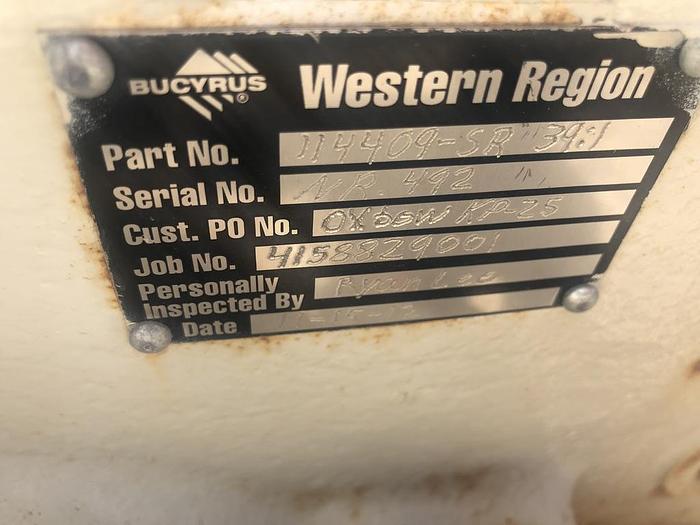 BUCYRUS ® Western Region
Part No. 114409-SR "39:1
Serial No. NR. 492 "1"
Cust. PO No. OXBOW KP-25
Job No. 4158829001
Personally Inspected By Ryan Lee
Date